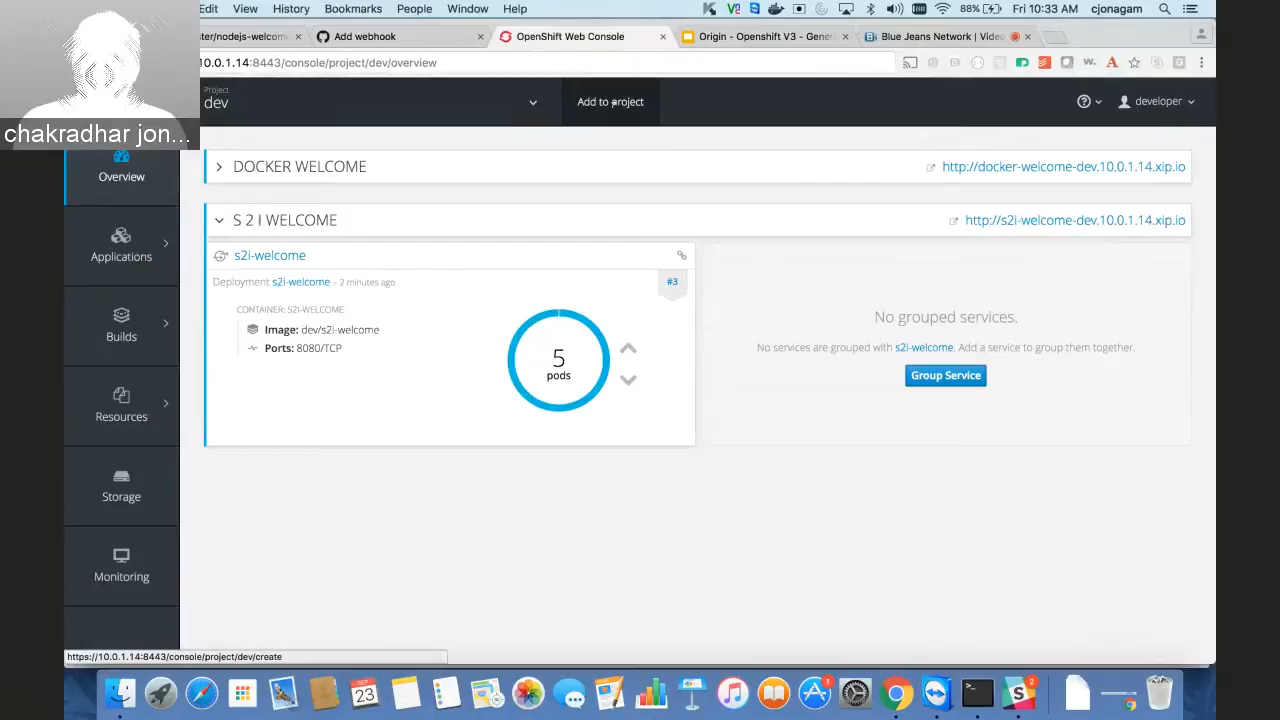 Edit View History Bookmarks People Window Help
88% Fri 10:33 AM cjonagam
ter/nodejs-welcome- × Add webhook × OpenShift Web Console × Origin - Openshift V3 - Gener × Blue Jeans Network | Video ×
10.0.1.14:8443/console/project/dev/overview
chakradhar jon...
Project
dev
Add to project
developer
Overview
Applications
Builds
Resources
Storage
Monitoring
DOCKER WELCOME
http://docker-welcome-dev.10.0.1.14.xip.io
S 2 I WELCOME
http://s2i-welcome-dev.10.0.1.14.xip.io
s2i-welcome
Deployment s2i-welcome - 2 minutes ago
#3
CONTAINER: S2I-WELCOME
Image: dev/s2i-welcome
Ports: 8080/TCP
5
pods
No grouped services.
No services are grouped with s2i-welcome. Add a service to group them together.
Group Service
https://10.0.1.14:8443/console/project/dev/create
SEP
23
1
2